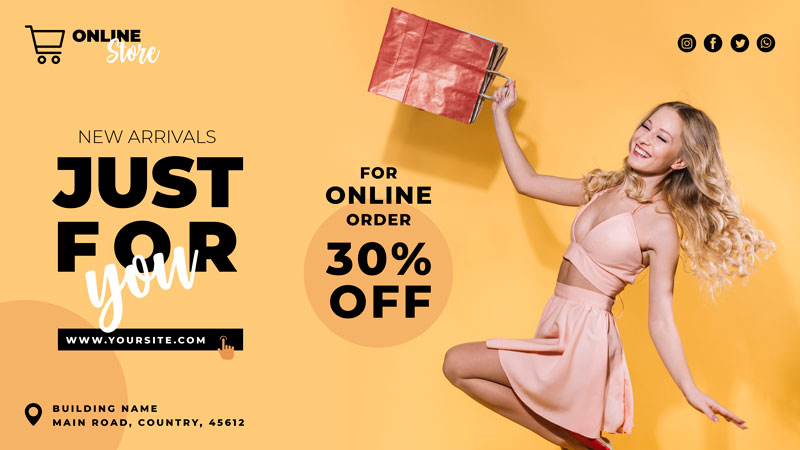 ONLINE
Store
NEW ARRIVALS
JUST
FOR
you
WWW.YOURSITE.COM
FOR
ONLINE
ORDER
30%
OFF
BUILDING NAME
MAIN ROAD, COUNTRY, 45612